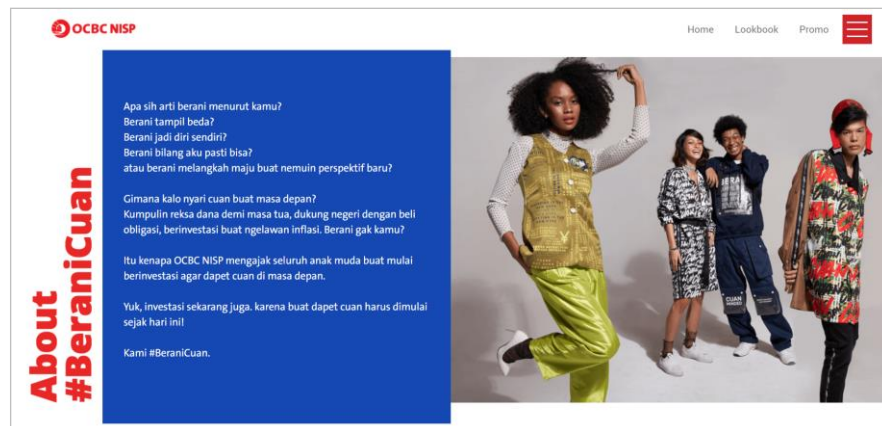 OCBC NISP
Home
Lookbook
Promo
About
#BeraniCuan
Apa sih arti berani menurut kamu?
Berani tampil beda?
Berani jadi diri sendiri?
Berani bilang aku pasti bisa?
atau berani melangkah maju buat nemuin perspektif baru?
Gimana kalo nyari cuan buat masa depan?
Kumpulin reksa dana demi masa tua, dukung negeri dengan beli
obligasi, berinvestasi buat ngelawan inflasi. Berani gak kamu?
Itu kenapa OCBC NISP mengajak seluruh anak muda buat mulai
berinvestasi agar dapet cuan di masa depan.
Yuk, investasi sekarang juga. karena buat dapet cuan harus dimulai
sejak hari ini!
Kami #BeraniCuan.
CUAN